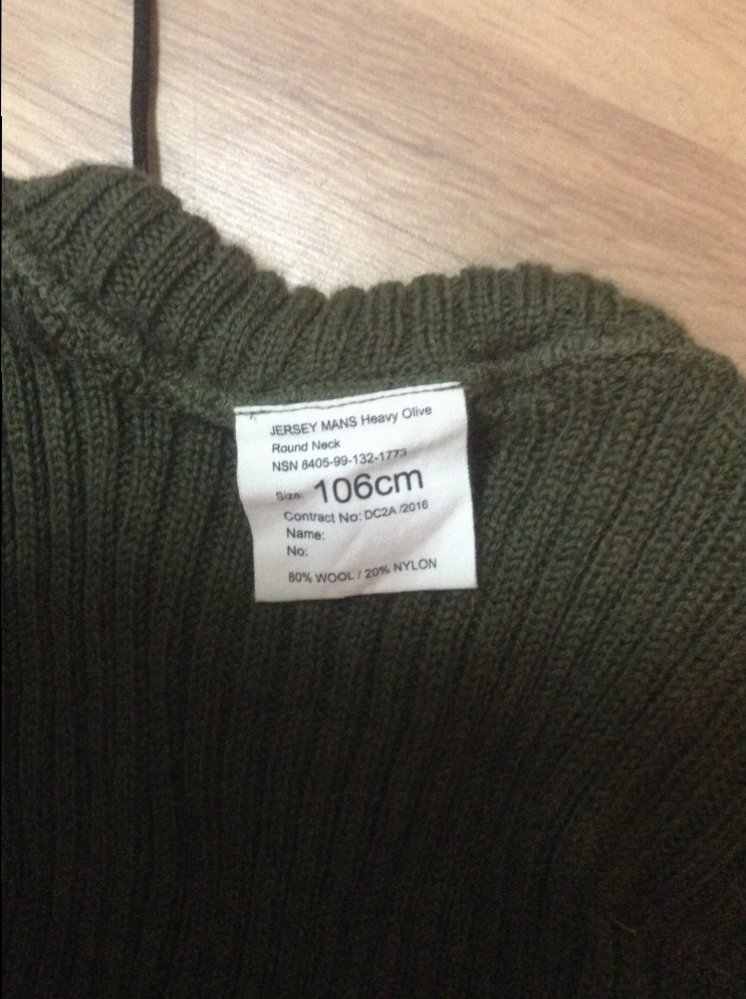 JERSEY MANS Heavy Olive
Round Neck
NSN 8405-99-132-1773
Size: 106cm
Contract No: DC2A /2016
Name:
No:
80% WOOL / 20% NYLON